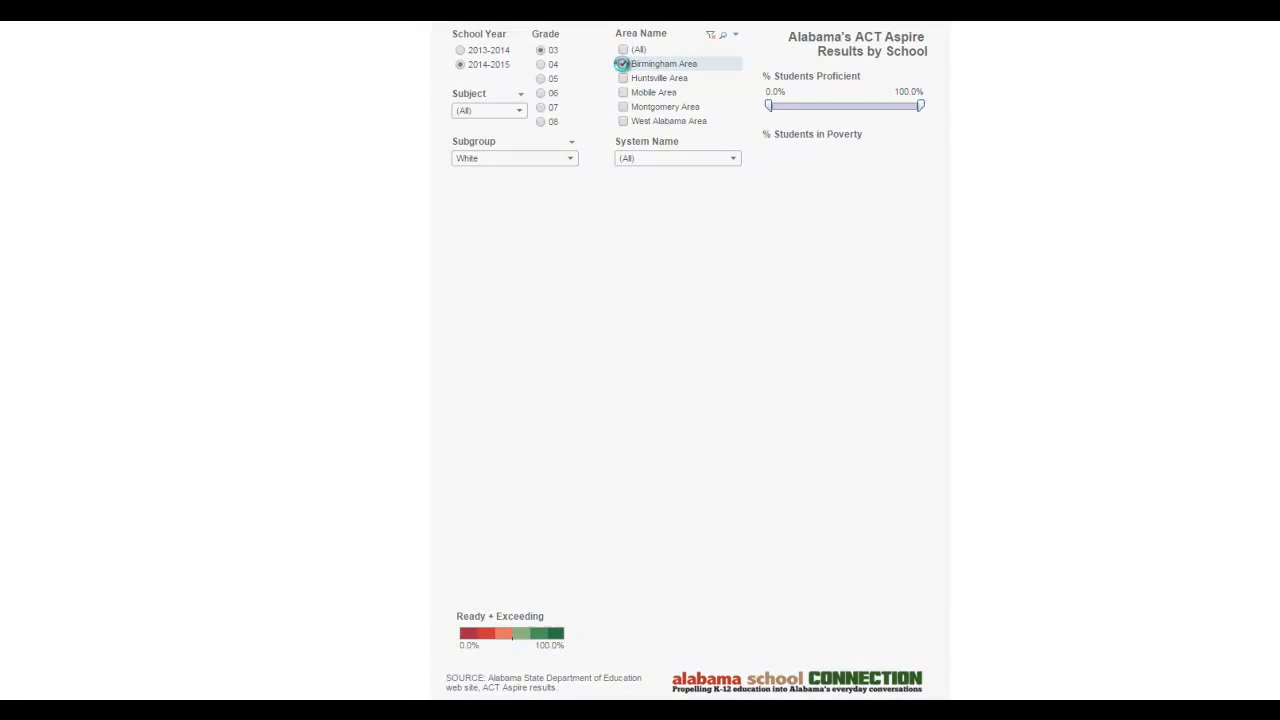 School Year
2013-2014
2014-2015
Grade
03
04
05
06
07
08
Area Name
(All)
Birmingham Area
Huntsville Area
Mobile Area
Montgomery Area
West Alabama Area
Alabama's ACT Aspire
Results by School
% Students Proficient
0.0% 100.0%
% Students in Poverty
Subject
(All)
Subgroup
White
System Name
(All)
Ready + Exceeding
0.0% 100.0%
SOURCE: Alabama State Department of Education
web site, ACT Aspire results.
alabama school CONNECTION
Propelling K-12 education into Alabama's everyday conversations